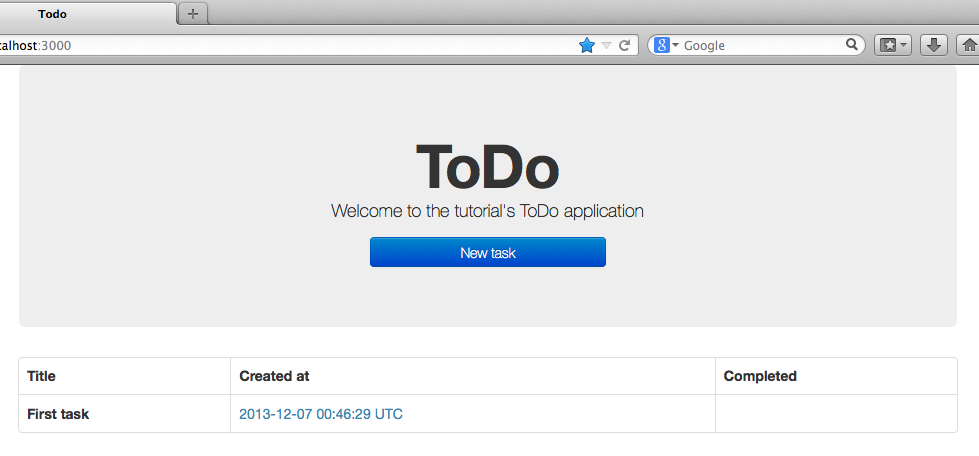 Todo
calhost:3000
Google
ToDo
Welcome to the tutorial's ToDo application
New task
Title Created at Completed
First task 2013-12-07 00:46:29 UTC